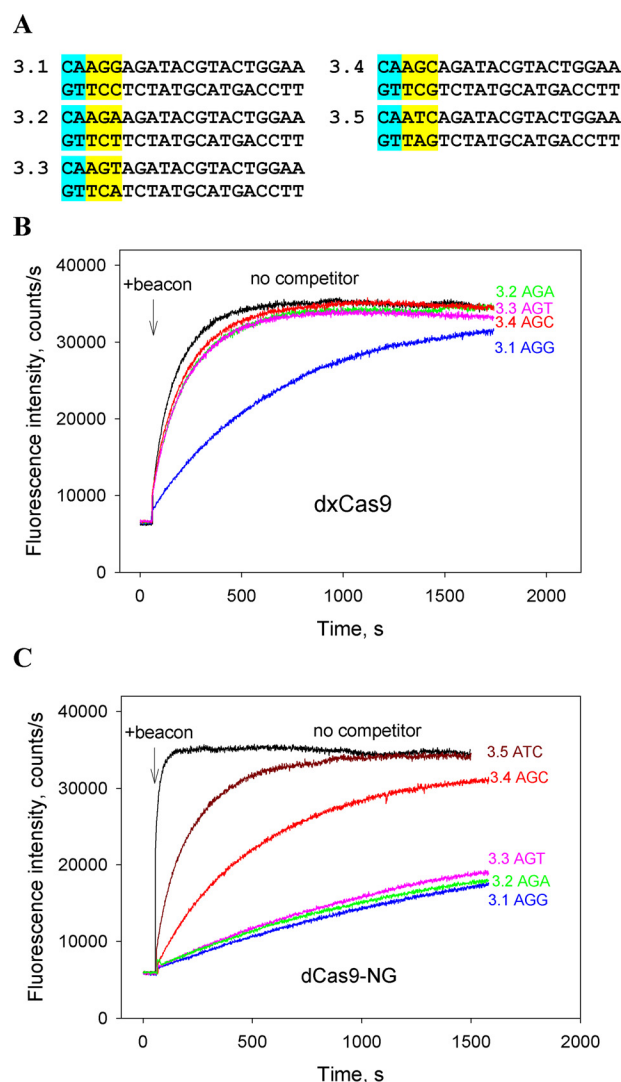 A
3.1 CAAGGAGATACGTACTGGAA
GTTCCTCTATGCATGACCTT
3.2 CAAGAAGATACGTACTGGAA
GTTCTTCTATGCATGACCTT
3.3 CAAGTAGATACGTACTGGAA
GTTCATCTATGCATGACCTT
3.4 CAAGCAGATACGTACTGGAA
GTTCGTCTATGCATGACCTT
3.5 CAATCAGATACGTACTGGAA
GTTAGTCTATGCATGACCTT
B
Fluorescence intensity, counts/s
40000
30000
20000
10000
0
+beacon
no competitor
3.2 AGA
3.3 AGT
3.4 AGC
3.1 AGG
dxCas9
0 500 1000 1500 2000
Time, s
C
Fluorescence intensity, counts/s
40000
30000
20000
10000
0
+beacon
no competitor
3.5 ATC
3.4 AGC
3.3 AGT
3.2 AGA
3.1 AGG
dCas9-NG
0 500 1000 1500 2000
Time, s